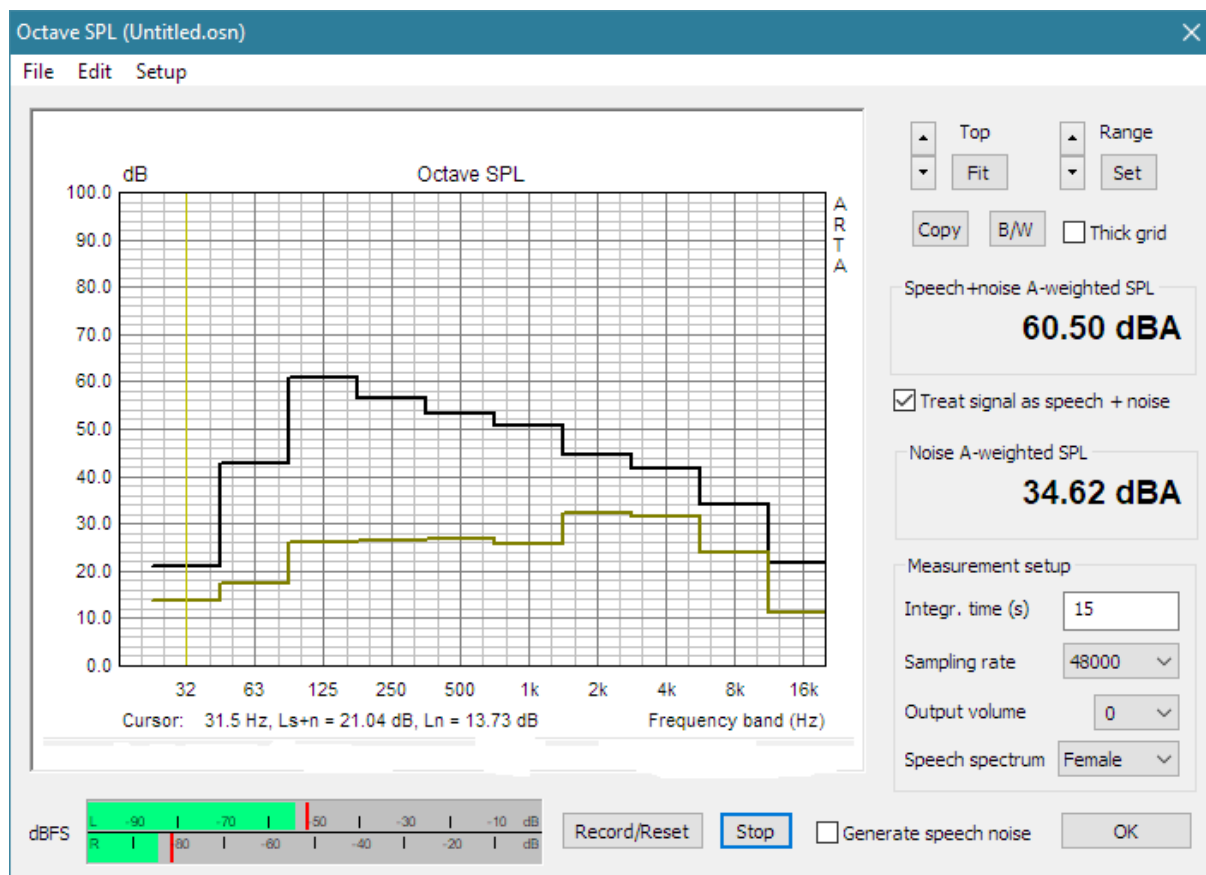 Octave SPL (Untitled.osn)
File Edit Setup
dB
Octave SPL
100.0
90.0
80.0
70.0
60.0
50.0
40.0
30.0
20.0
10.0
0.0
A
R
T
A
32 63 125 250 500 1k 2k 4k 8k 16k
Cursor: 31.5 Hz, Ls+n = 21.04 dB, Ln = 13.73 dB
Frequency band (Hz)
Top Range
Fit Set
Copy B/W Thick grid
Speech+noise A-weighted SPL
60.50 dBA
Treat signal as speech + noise
Noise A-weighted SPL
34.62 dBA
Measurement setup
Integr. time (s) 15
Sampling rate 48000
Output volume 0
Speech spectrum Female
dBFS
L -90 -70 -50 -30 -10 dB
R -80 -60 -40 -20 dB
Record/Reset Stop Generate speech noise OK